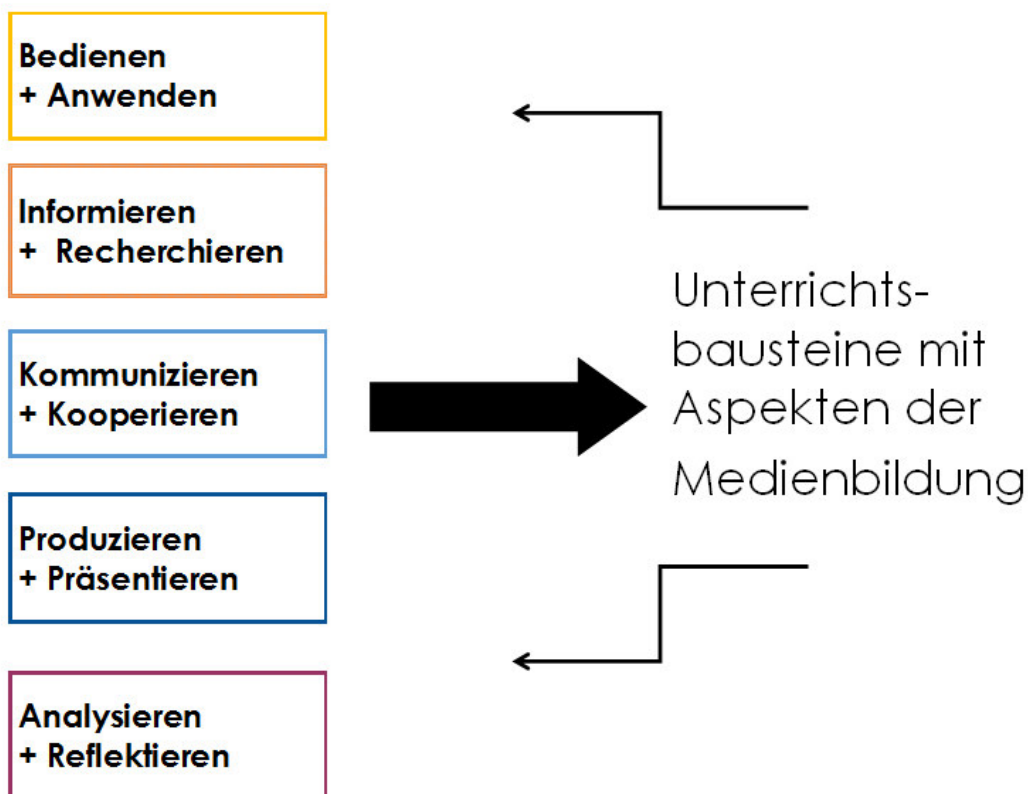 Bedienen
+ Anwenden
Informieren
+ Recherchieren
Kommunizieren
+ Kooperieren
Produzieren
+ Präsentieren
Analysieren
+ Reflektieren
Unterrichts-
bausteine mit
Aspekten der
Medienbildung